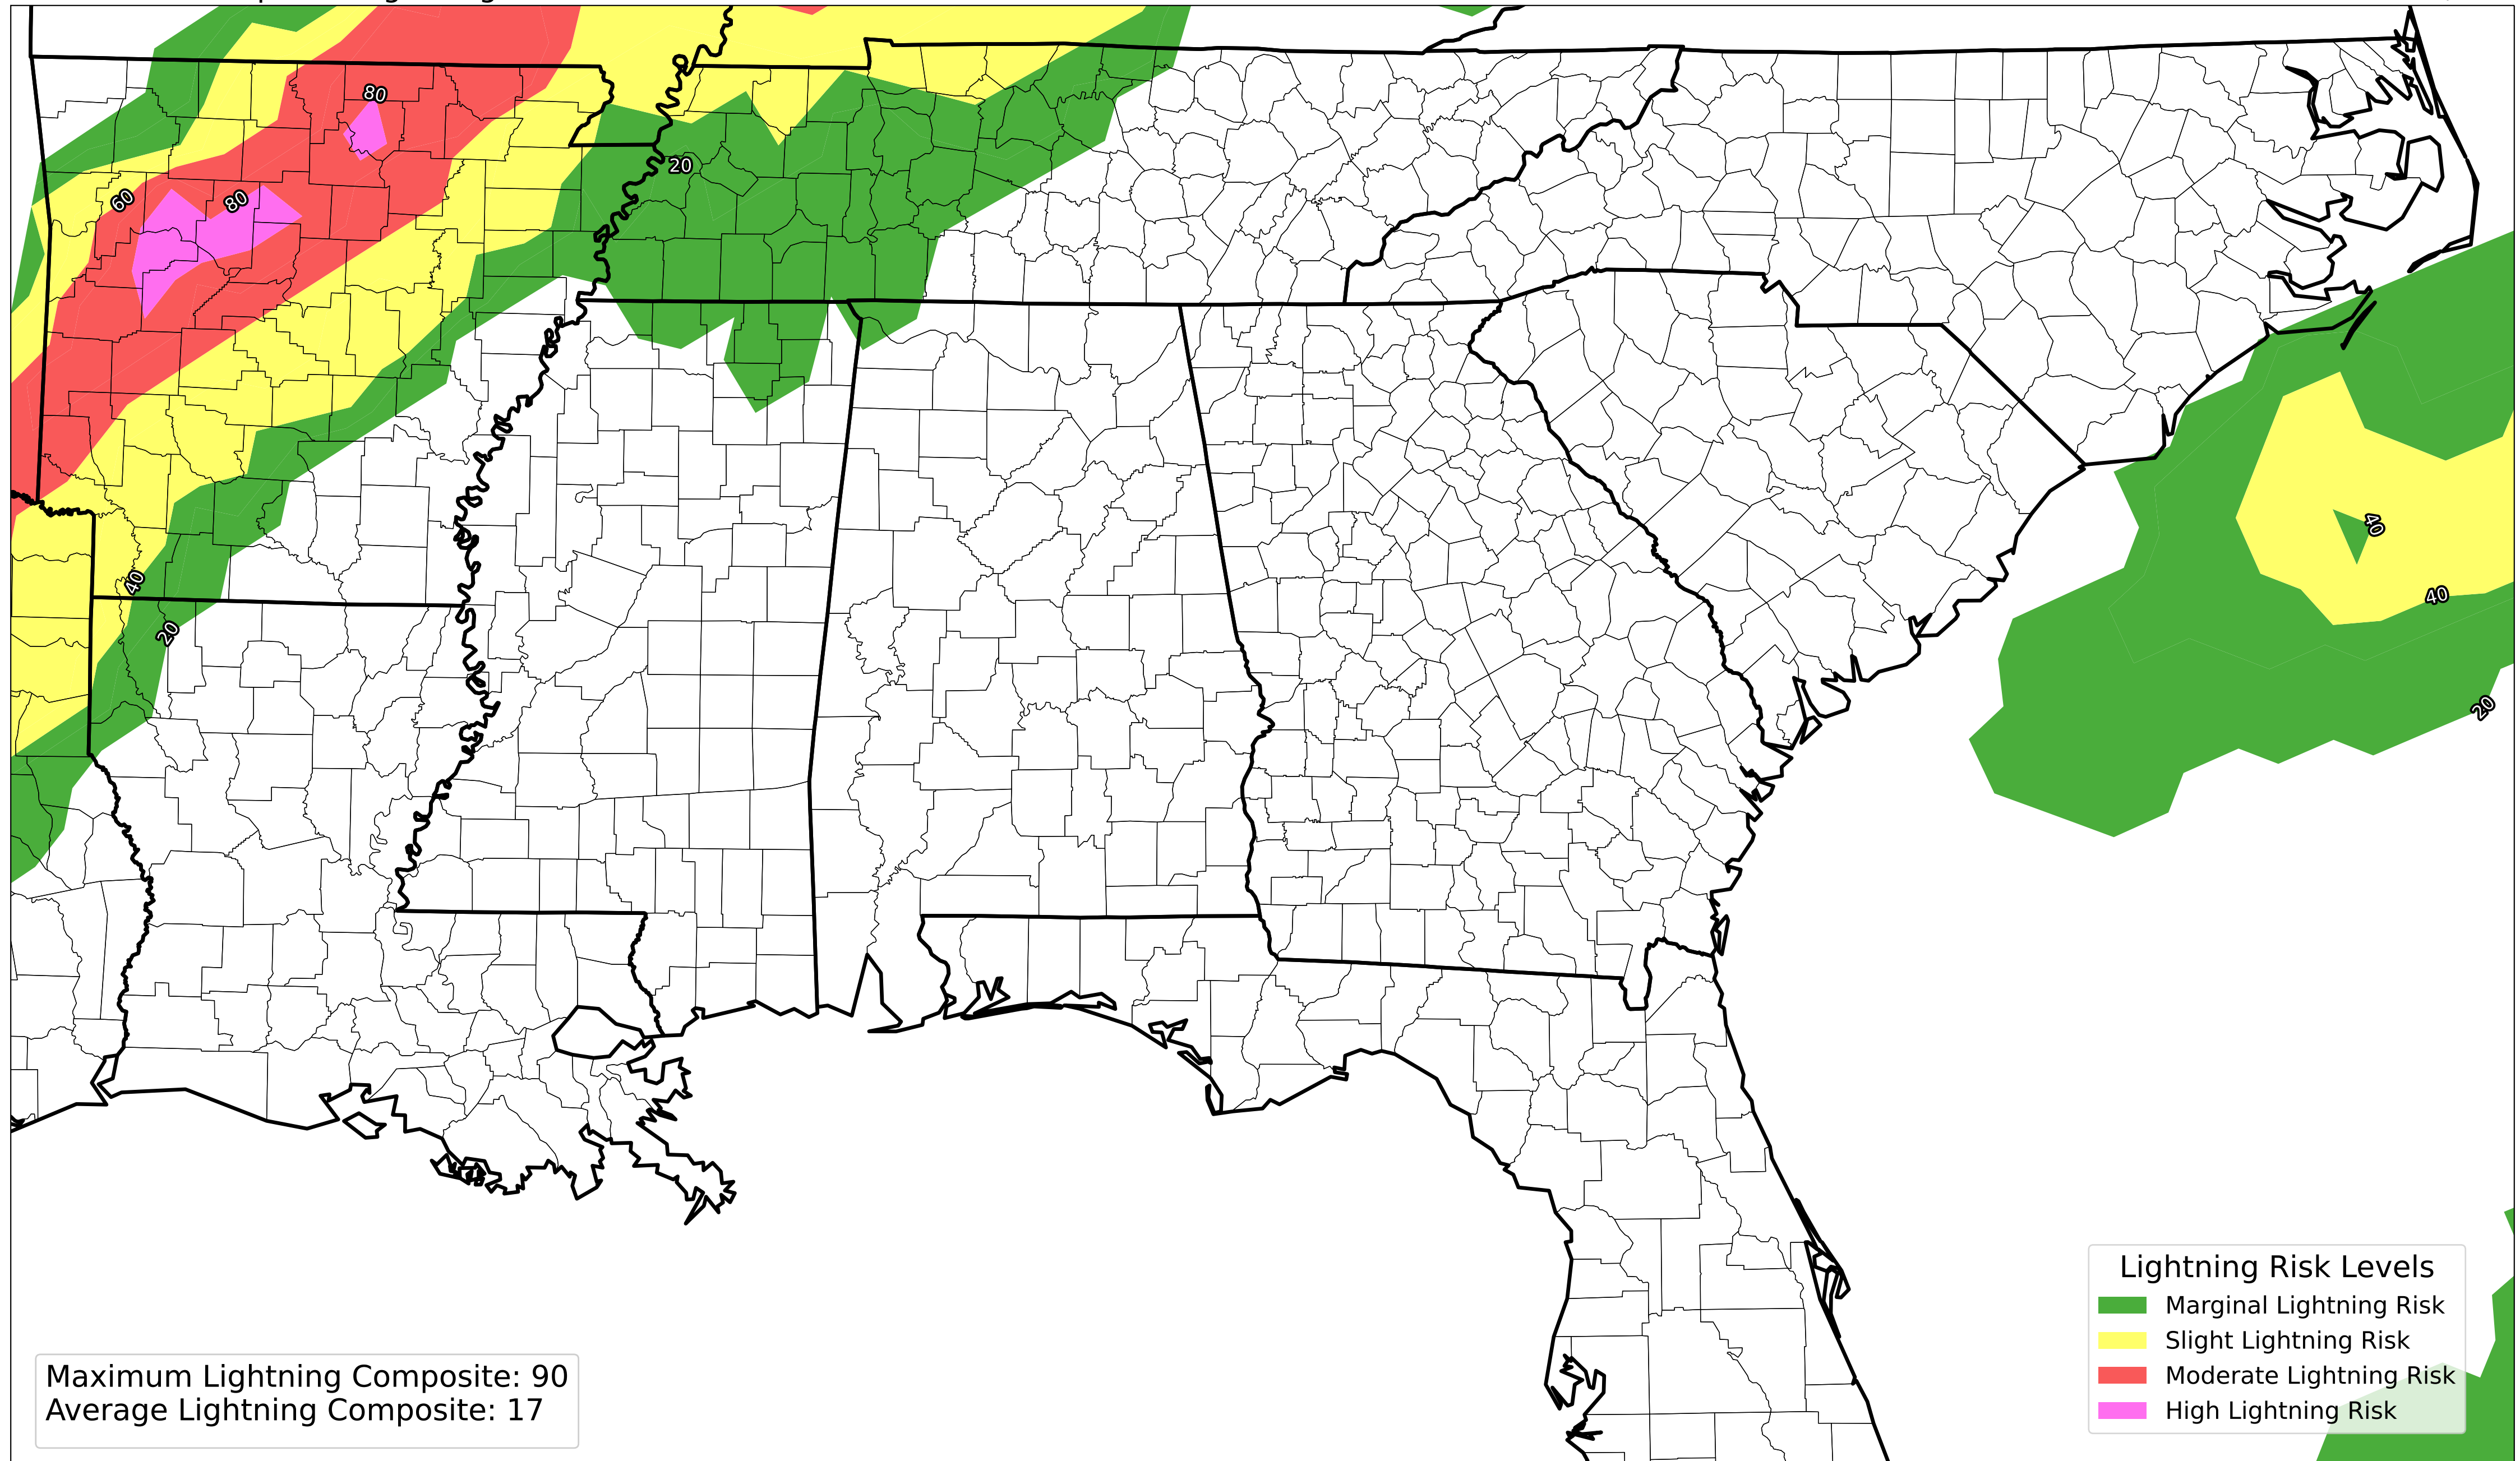 80
60
80
20
40
20
40
40
20
Lightning Risk Levels
Marginal Lightning Risk
Slight Lightning Risk
Moderate Lightning Risk
High Lightning Risk
Maximum Lightning Composite: 90
Average Lightning Composite: 17